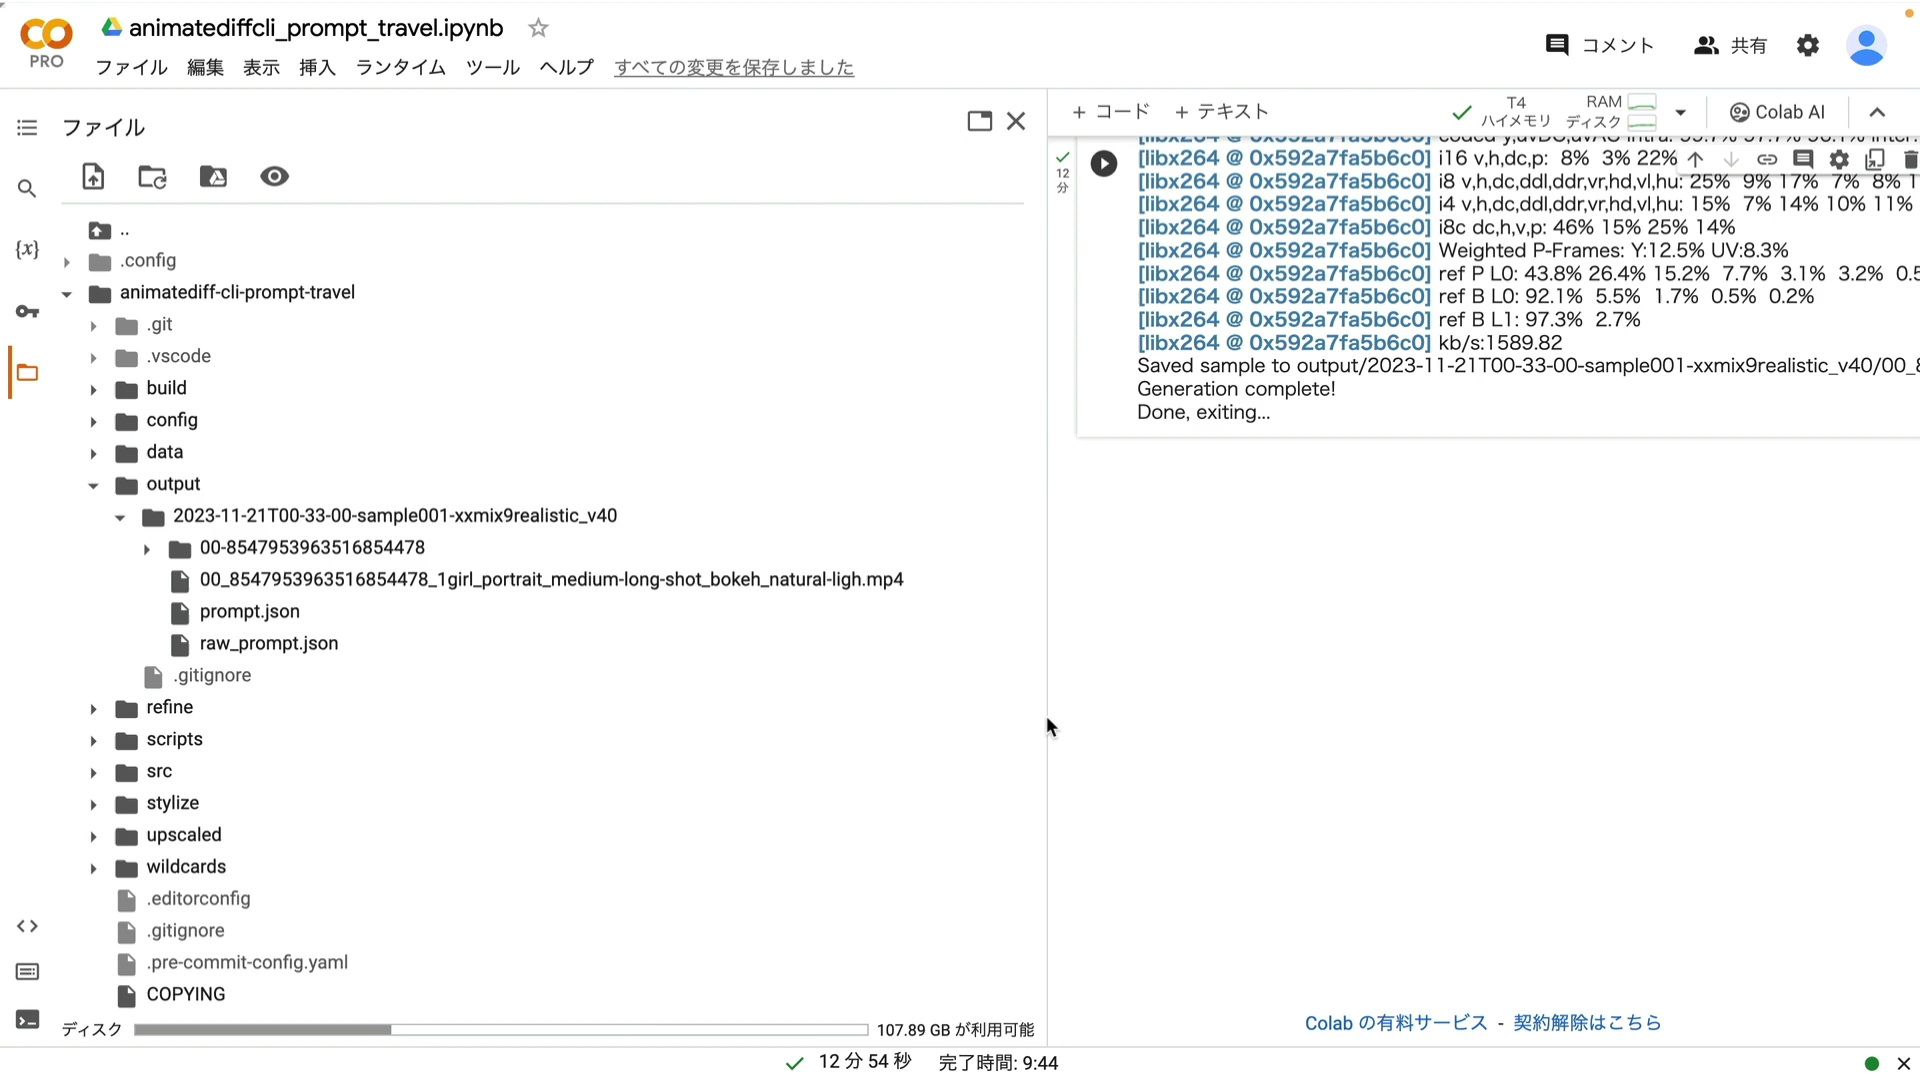 PRO
animatediffcli_prompt_travel.ipynb
ファイル 編集 表示 挿入 ランタイム ツール ヘルプ すべての変更を保存しました
コメント 共有
ファイル
{x}
..
.config
animatediff-cli-prompt-travel
.git
.vscode
build
config
data
output
2023-11-21T00-33-00-sample001-xxmix9realistic_v40
00-8547953963516854478
00_8547953963516854478_1girl_portrait_medium-long-shot_bokeh_natural-ligh.mp4
prompt.json
raw_prompt.json
.gitignore
refine
scripts
src
stylize
upscaled
wildcards
.editorconfig
.gitignore
.pre-commit-config.yaml
COPYING
ディスク 107.89 GB が利用可能
+ コード + テキスト
T4 ハイメモリ
RAM ディスク
Colab AI
12 分
[libx264 @ 0x592a7fa5b6c0] i16 v,h,dc,p: 8% 3% 22%
[libx264 @ 0x592a7fa5b6c0] i8 v,h,dc,ddl,ddr,vr,hd,vl,hu: 25% 9% 17% 7% 8% 1
[libx264 @ 0x592a7fa5b6c0] i4 v,h,dc,ddl,ddr,vr,hd,vl,hu: 15% 7% 14% 10% 11%
[libx264 @ 0x592a7fa5b6c0] i8c dc,h,v,p: 46% 15% 25% 14%
[libx264 @ 0x592a7fa5b6c0] Weighted P-Frames: Y:12.5% UV:8.3%
[libx264 @ 0x592a7fa5b6c0] ref P L0: 43.8% 26.4% 15.2% 7.7% 3.1% 3.2% 0.5
[libx264 @ 0x592a7fa5b6c0] ref B L0: 92.1% 5.5% 1.7% 0.5% 0.2%
[libx264 @ 0x592a7fa5b6c0] ref B L1: 97.3% 2.7%
[libx264 @ 0x592a7fa5b6c0] kb/s:1589.82
Saved sample to output/2023-11-21T00-33-00-sample001-xxmix9realistic_v40/00_8
Generation complete!
Done, exiting...
Colab の有料サービス - 契約解除はこちら
12 分 54 秒 完了時間: 9:44